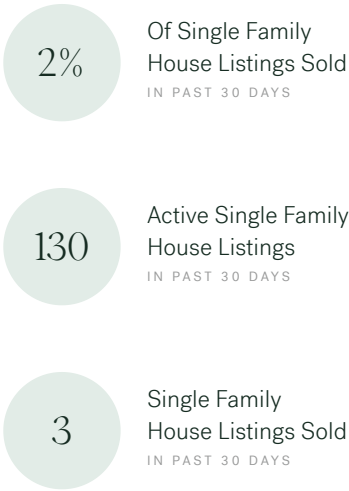 2%
Of Single Family
House Listings Sold
IN PAST 30 DAYS
130
Active Single Family
House Listings
IN PAST 30 DAYS
3
Single Family
House Listings Sold
IN PAST 30 DAYS